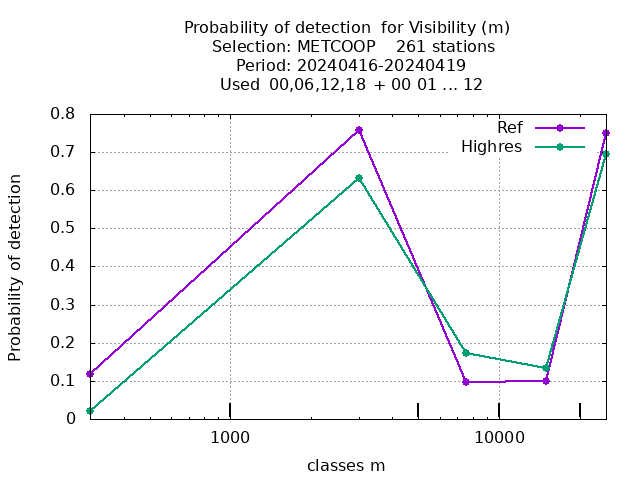 Probability of detection  for Visibility (m)
Selection: METCOOP    261 stations
Period: 20240416-20240419
Used  00,06,12,18  + 00 01 ... 12
Ref
Highres
0.8
0.7
0.6
0.5
0.4
0.3
0.2
0.1
0
Probability of detection
1000
10000
classes m